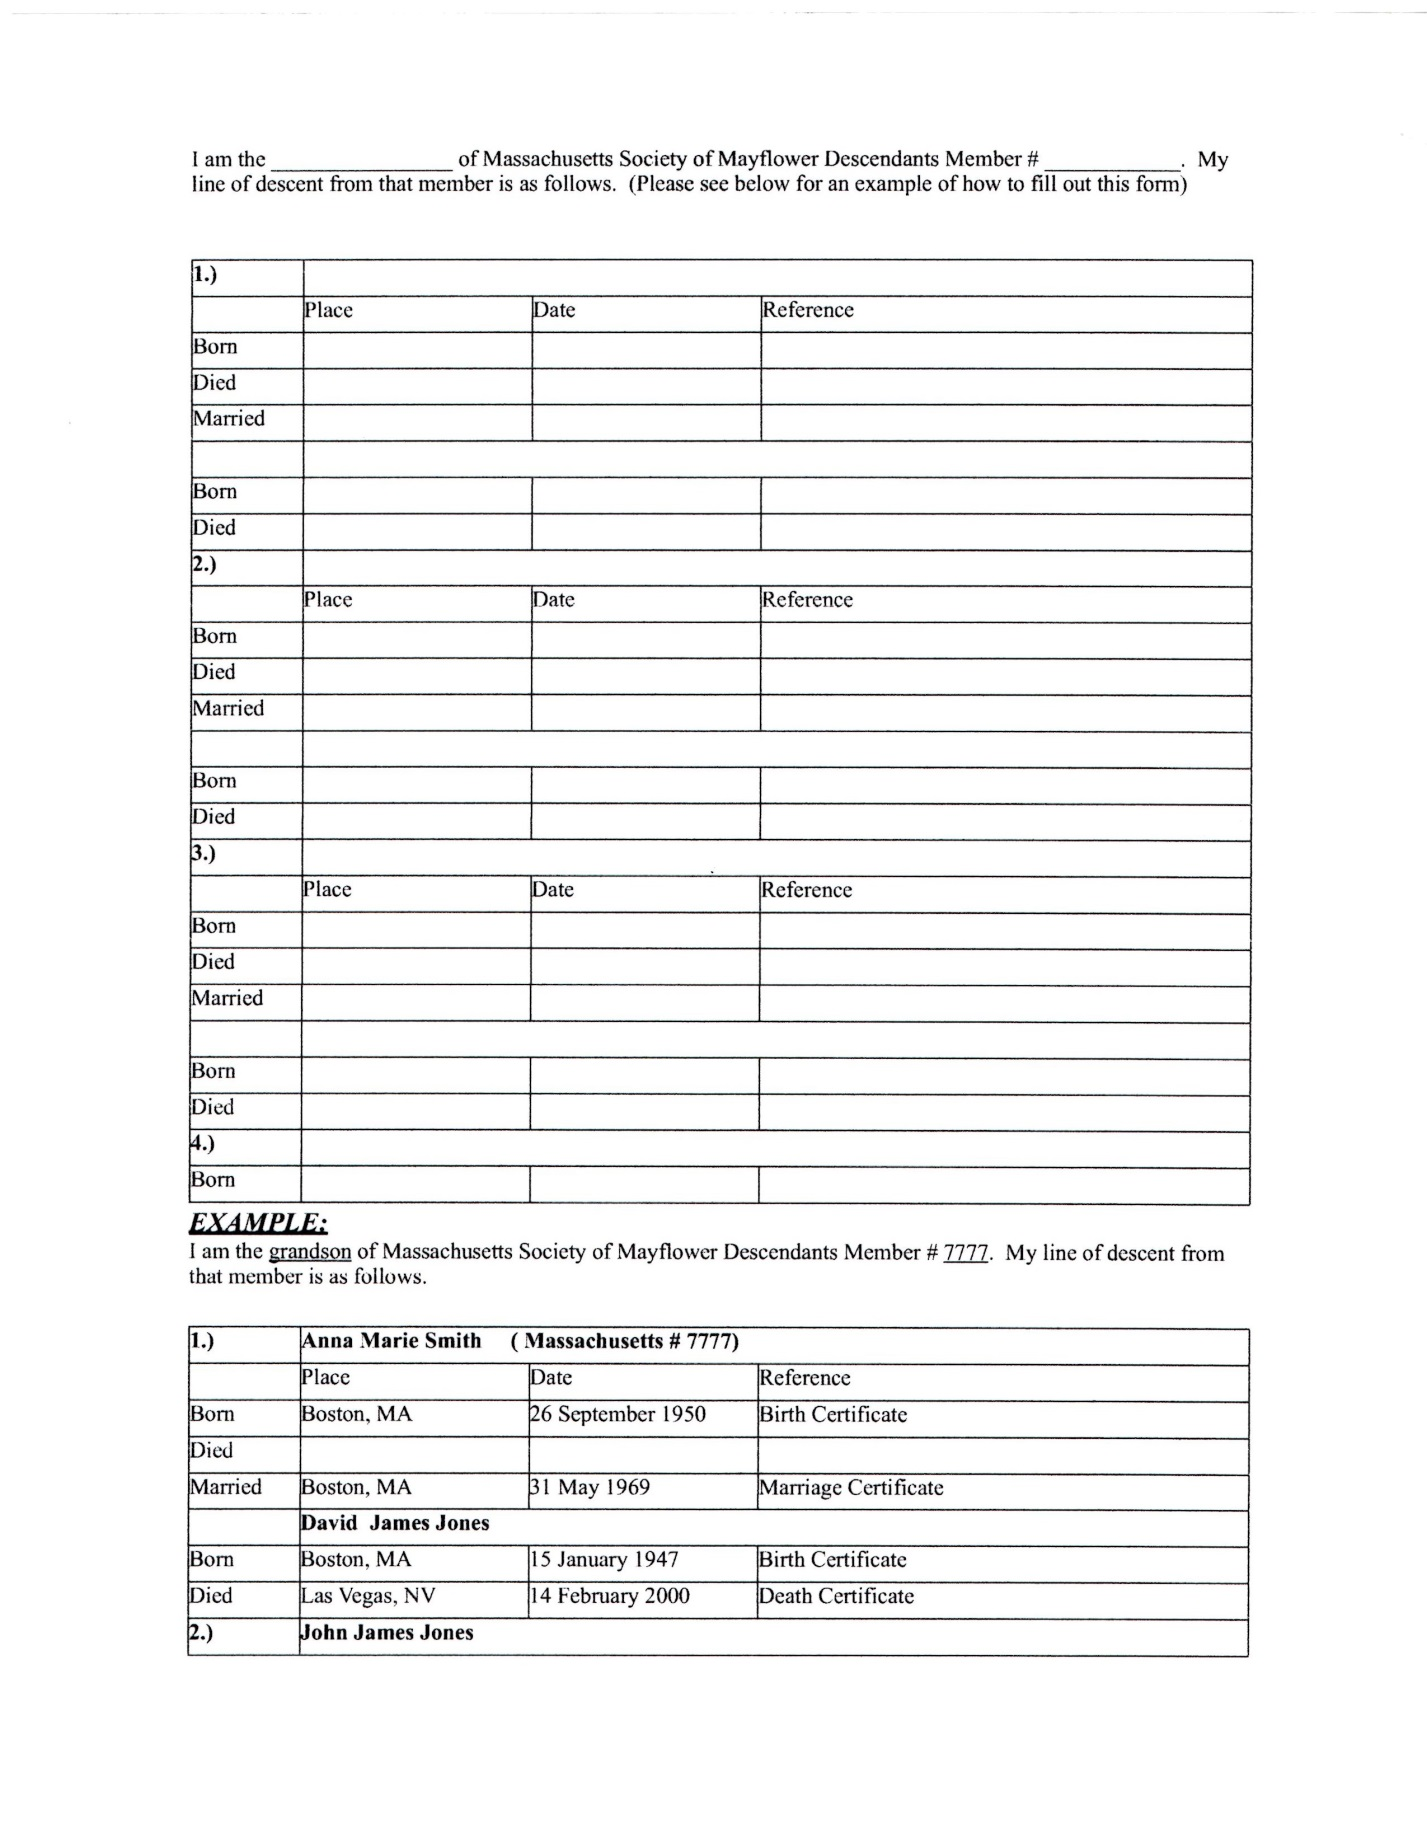 I am the _________________ of Massachusetts Society of Mayflower Descendants Member # _____________. My
line of descent from that member is as follows. (Please see below for an example of how to fill out this form)
1.)
Place Date Reference
Born
Died
Married
Born
Died
2.)
Place Date Reference
Born
Died
Married
Born
Died
3.)
Place Date Reference
Born
Died
Married
Born
Died
4.)
Born
EXAMPLE:
I am the grandson of Massachusetts Society of Mayflower Descendants Member # 7777. My line of descent from
that member is as follows.
1.) Anna Marie Smith ( Massachusetts # 7777)
Place Date Reference
Born Boston, MA 26 September 1950 Birth Certificate
Died
Married Boston, MA 31 May 1969 Marriage Certificate
David James Jones
Born Boston, MA 15 January 1947 Birth Certificate
Died Las Vegas, NV 14 February 2000 Death Certificate
2.) John James Jones